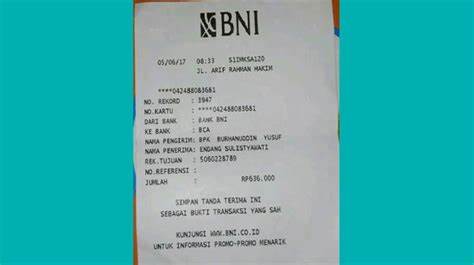 BNI
05/06/17 08:33 S1DMKSA120
JL. ARIF RAHMAN HAKIM
****042488083681
NO. REKORD : 3947
NO.KARTU : ****042488083681
DARI BANK : BANK BNI
KE BANK : BCA
NAMA PENGIRIM: BPK BURHANUDDIN YUSUF
NAMA PENERIMA: ENDANG SULISTYAWATI
REK.TUJUAN : 5060228789
NO.REFERENSI :
JUMLAH : RP636.000
SIMPAN TANDA TERIMA INI
SEBAGAI BUKTI TRANSAKSI YANG SAH
KUNJUNGI WWW.BNI.CO.ID
UNTUK INFORMASI PROMO-PROMO MENARIK